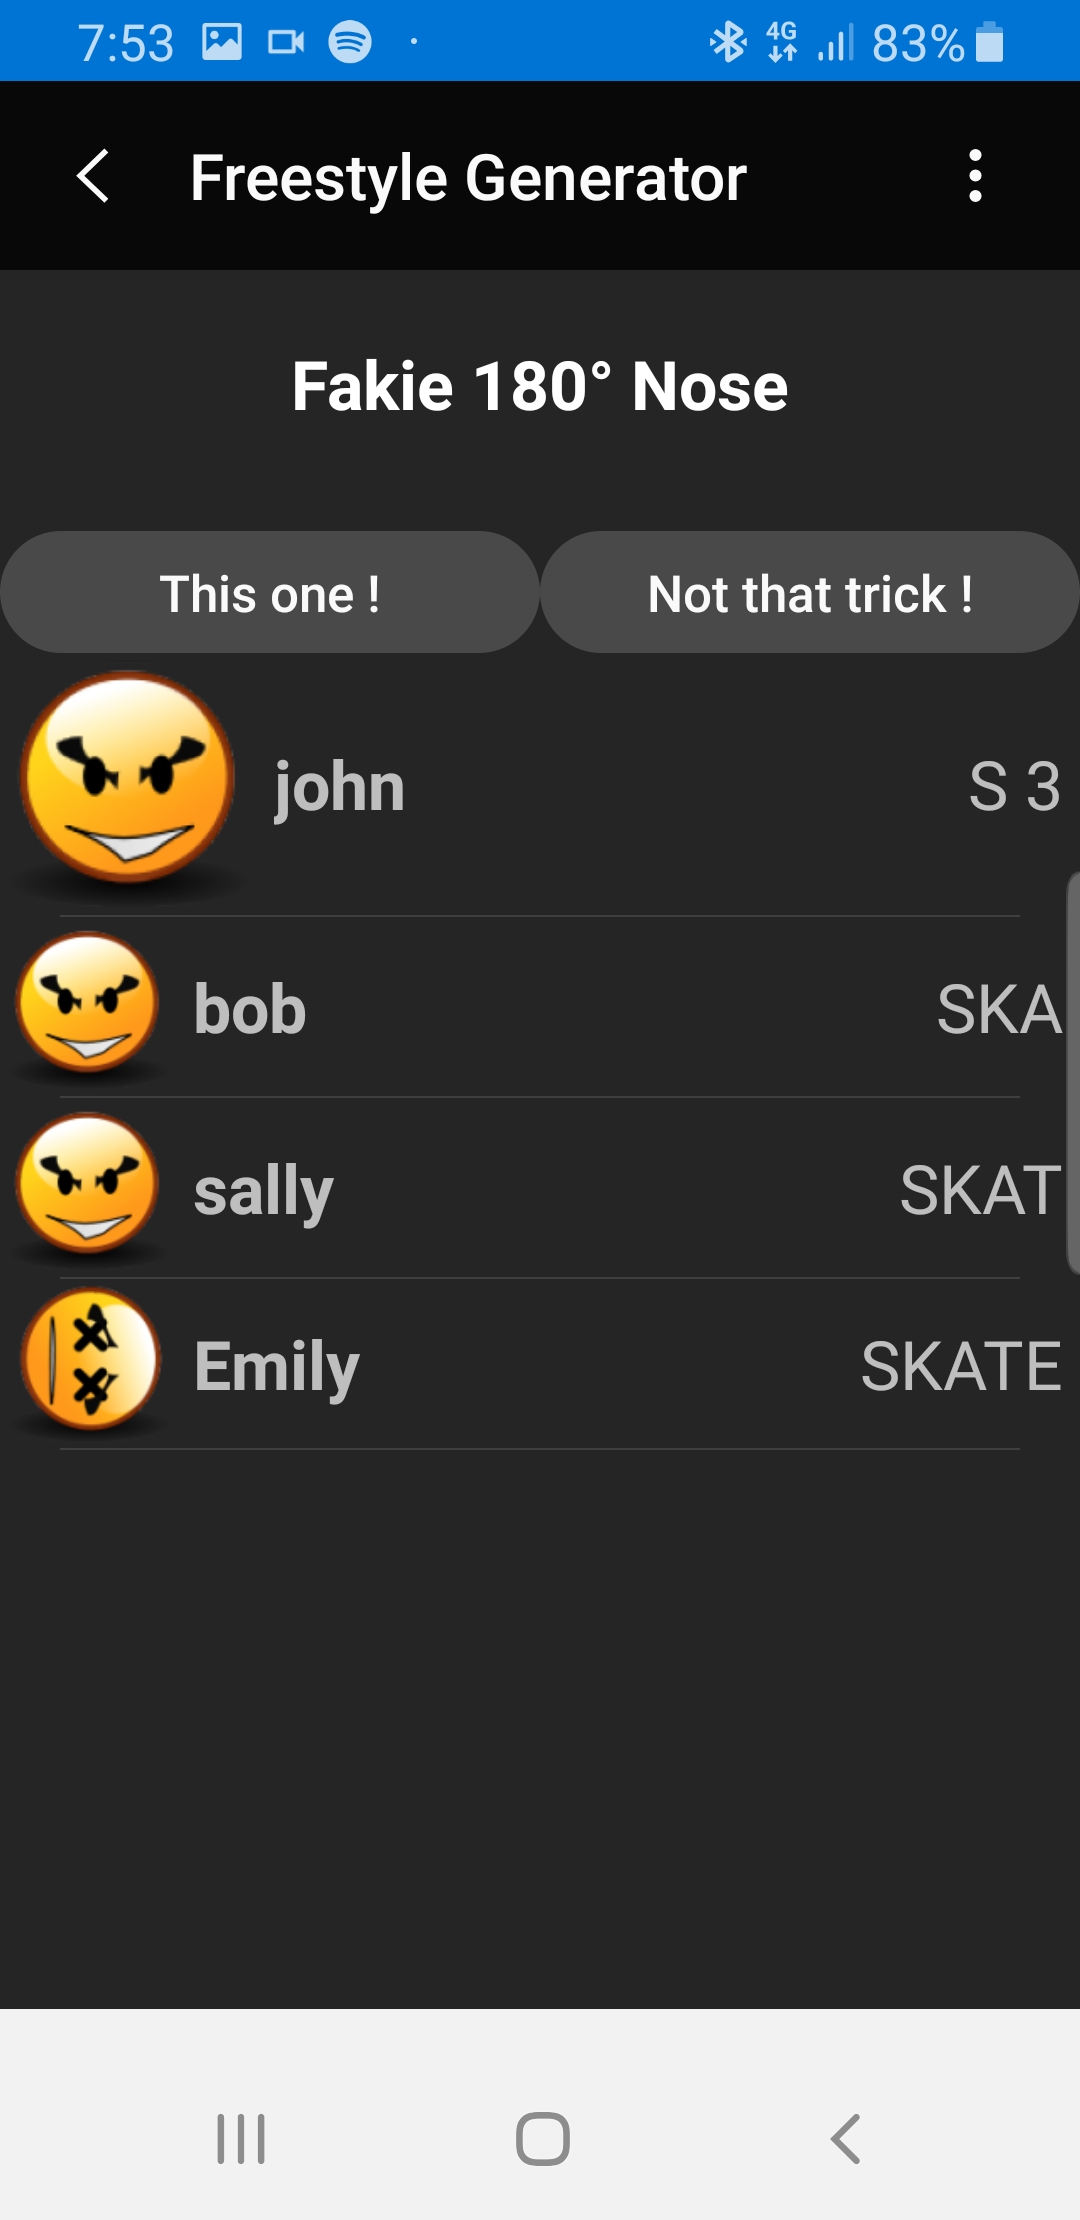 7:53 4G 83%
Freestyle Generator
Fakie 180° Nose
This one ! Not that trick !
john S 3
bob SKA
sally SKAT
Emily SKATE